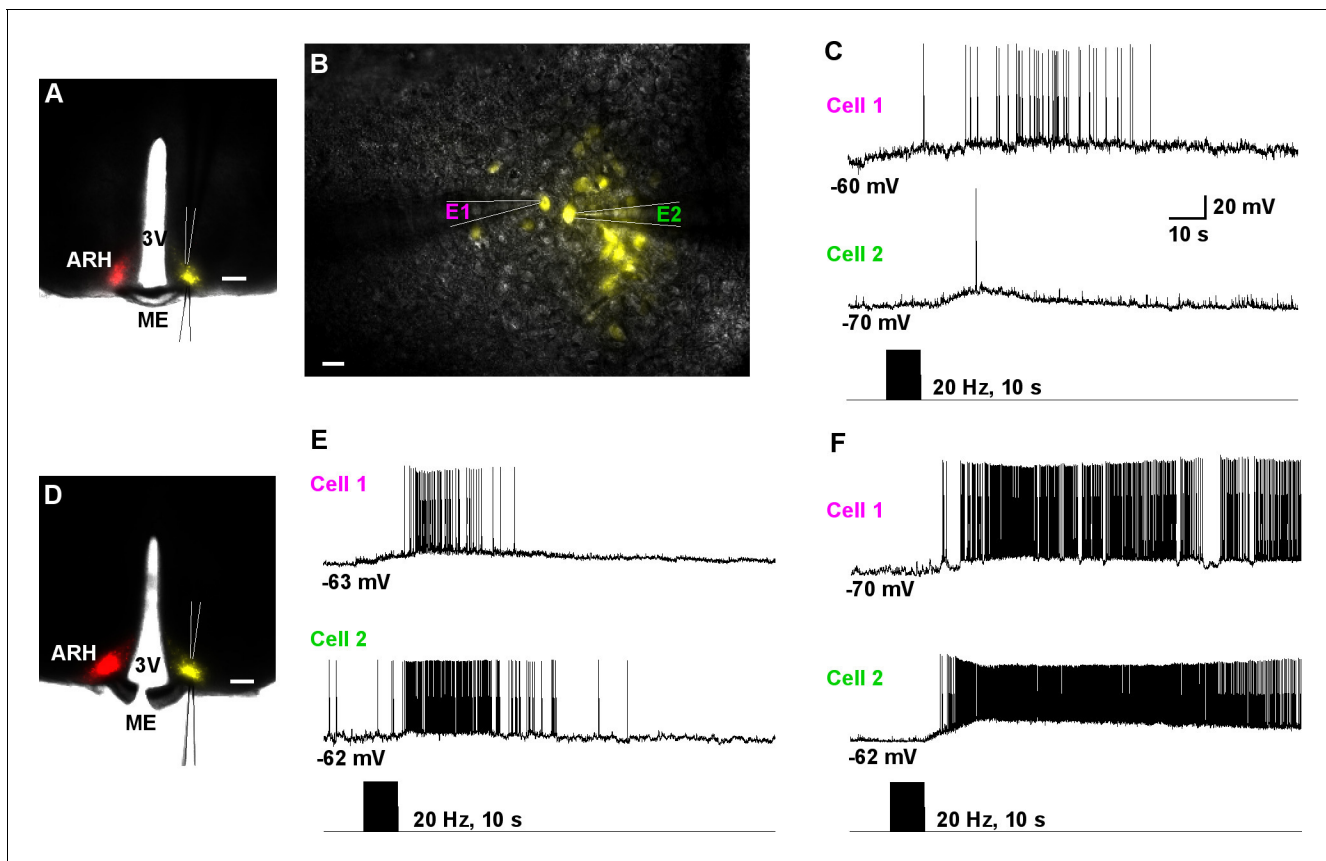 A
3V
ARH
ME
B
E1
E2
C
Cell 1
-60 mV
20 mV
10 s
Cell 2
-70 mV
20 Hz, 10 s
D
ARH
3V
ME
E
Cell 1
-63 mV
Cell 2
-62 mV
20 Hz, 10 s
F
Cell 1
-70 mV
Cell 2
-62 mV
20 Hz, 10 s